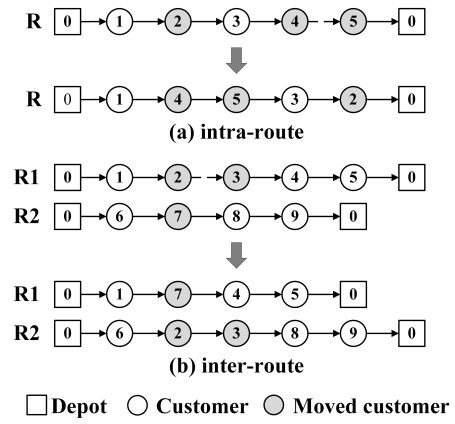 R 0 1 2 3 4 5 0
R 0 1 4 5 3 2 0
(a) intra-route
R1 0 1 2 3 4 5 0
R2 0 6 7 8 9 0
R1 0 1 7 4 5 0
R2 0 6 2 3 8 9 0
(b) inter-route
Depot Customer Moved customer